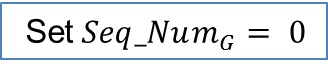 Set Seq_Num_G = 0